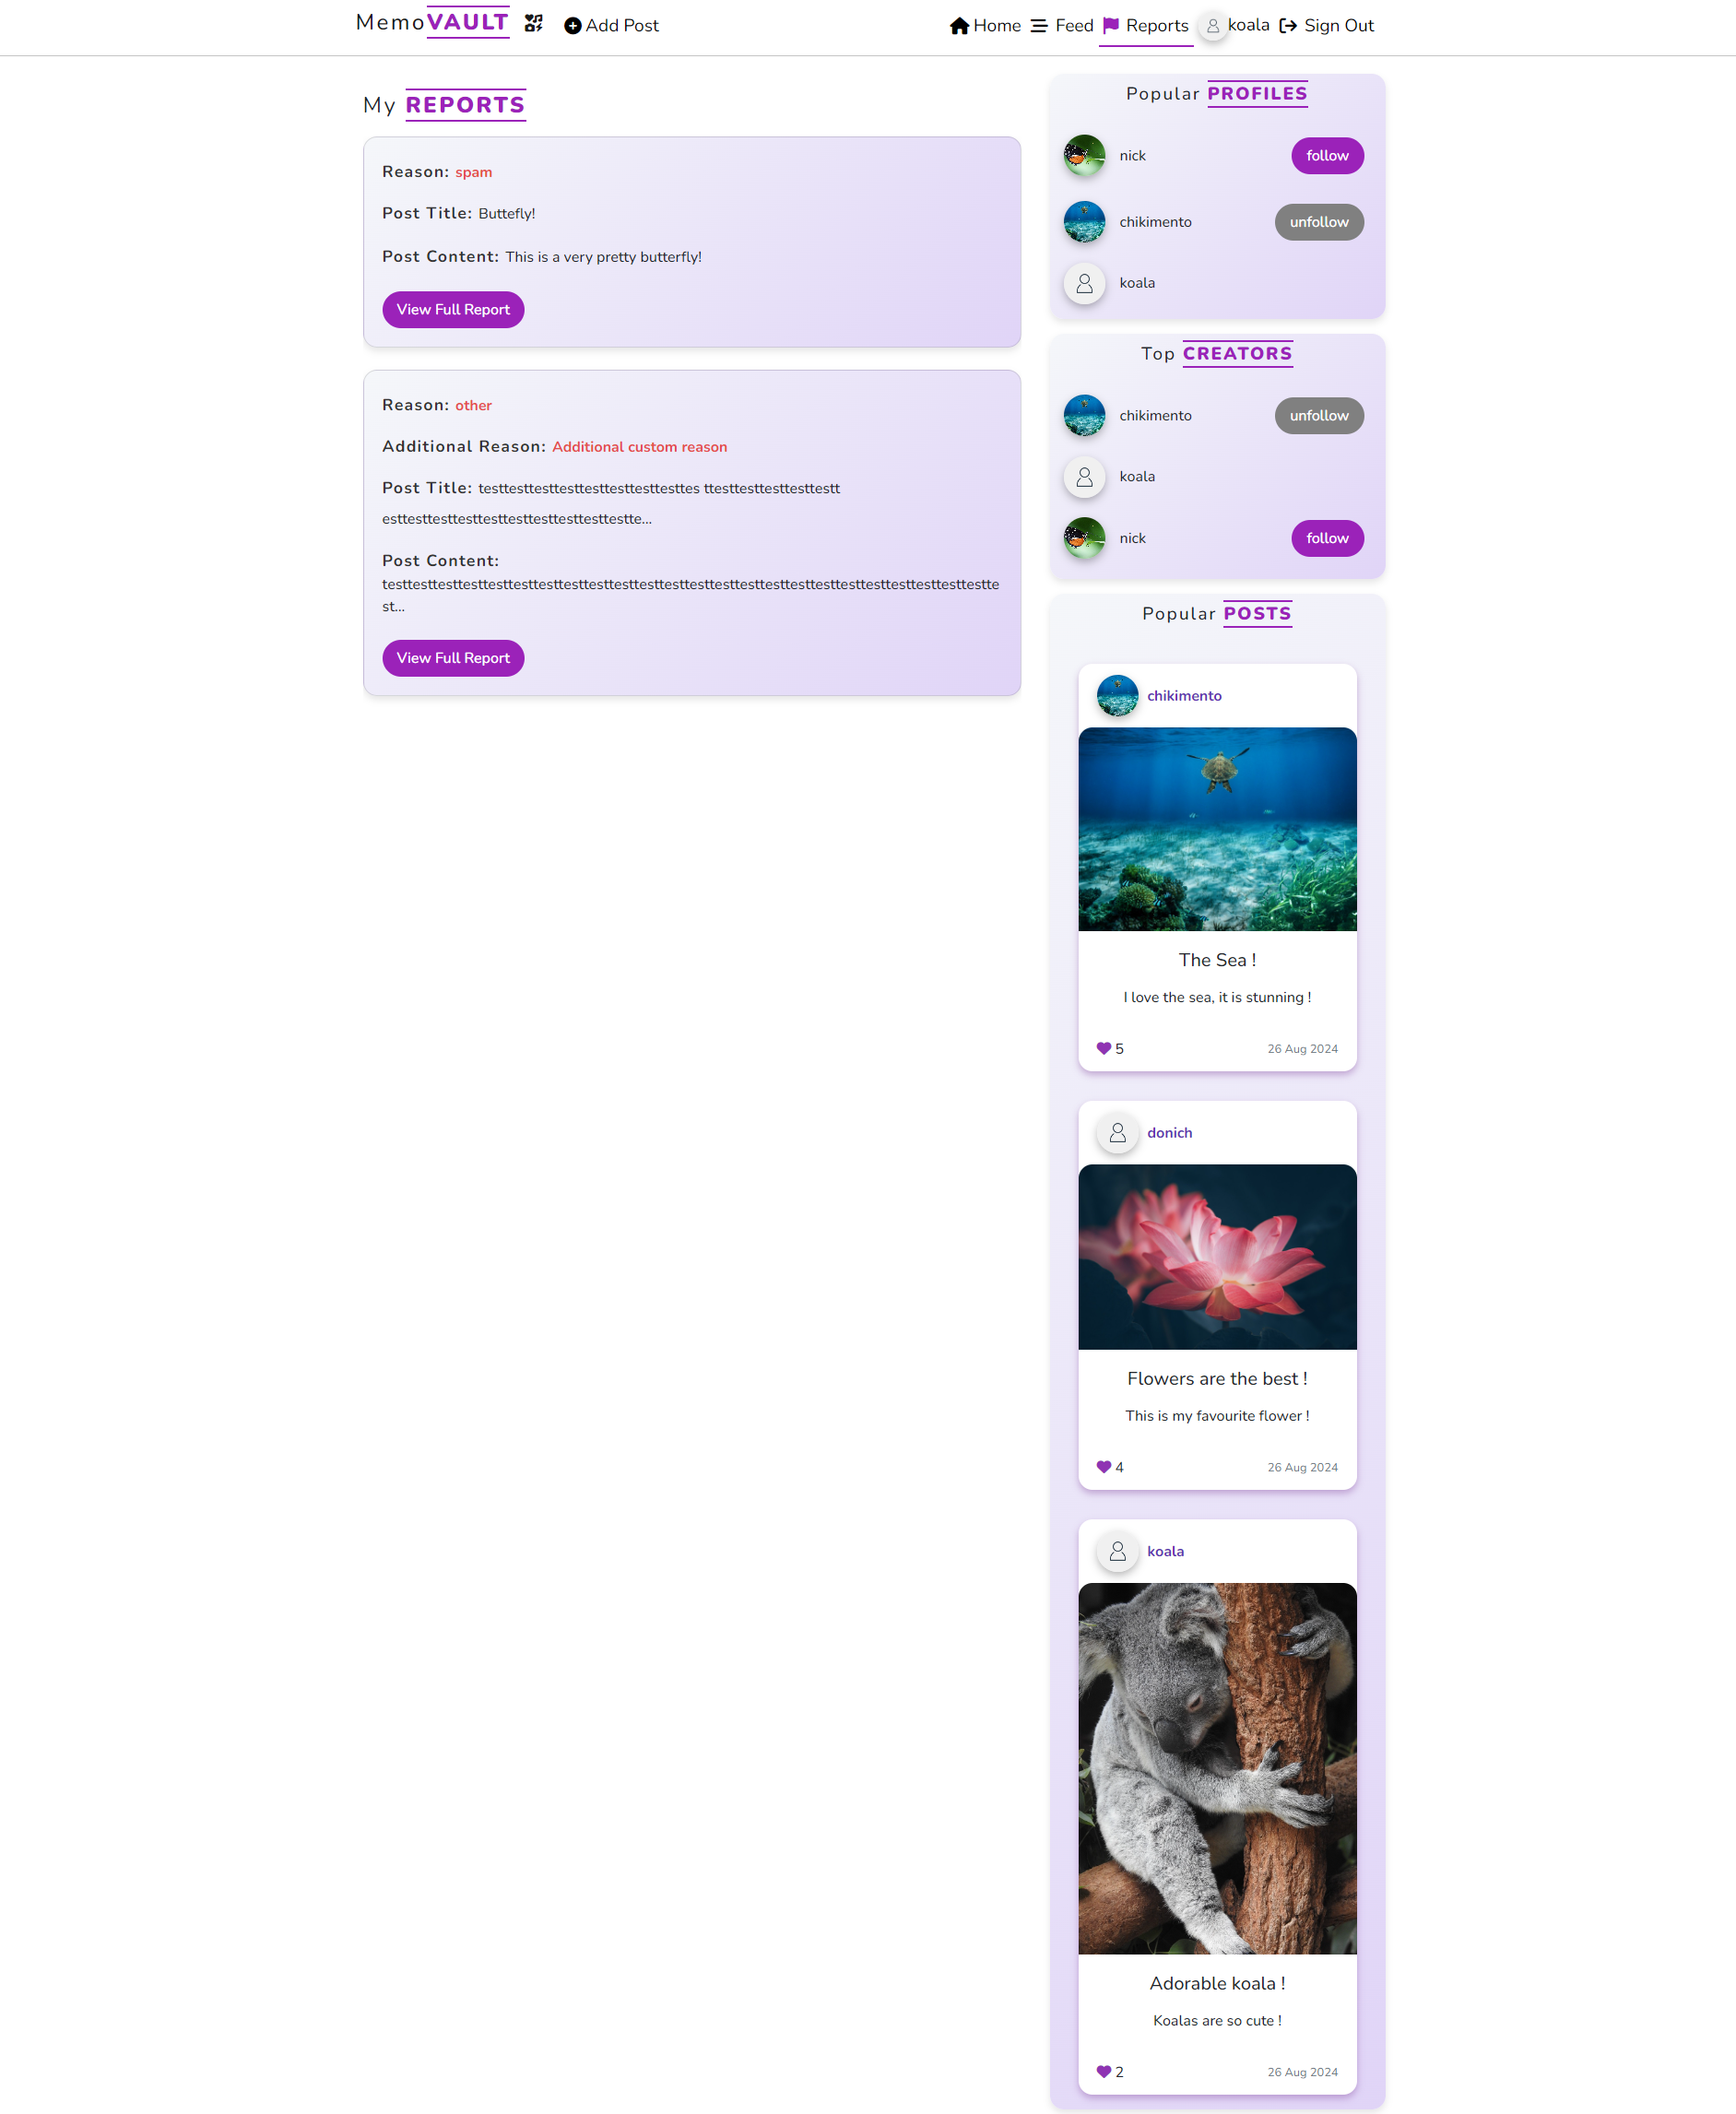 MemoVAULT Add Post Home Feed Reports koala Sign Out
My REPORTS
Reason: spam
Post Title: Buttefly!
Post Content: This is a very pretty butterfly!
View Full Report
Reason: other
Additional Reason: Additional custom reason
Post Title: testtesttesttesttesttesttesttesttes ttesttesttesttesttestt
esttesttesttesttesttesttesttesttesttestte...
Post Content:
testtesttesttesttesttesttesttesttesttesttesttesttesttesttesttesttesttesttesttesttesttestte
st...
View Full Report
Popular PROFILES
nick follow
chikimento unfollow
koala
Top CREATORS
chikimento unfollow
koala
nick follow
Popular POSTS
chikimento
The Sea !
I love the sea, it is stunning !
5 26 Aug 2024
donich
Flowers are the best !
This is my favourite flower !
4 26 Aug 2024
koala
Adorable koala !
Koalas are so cute !
2 26 Aug 2024